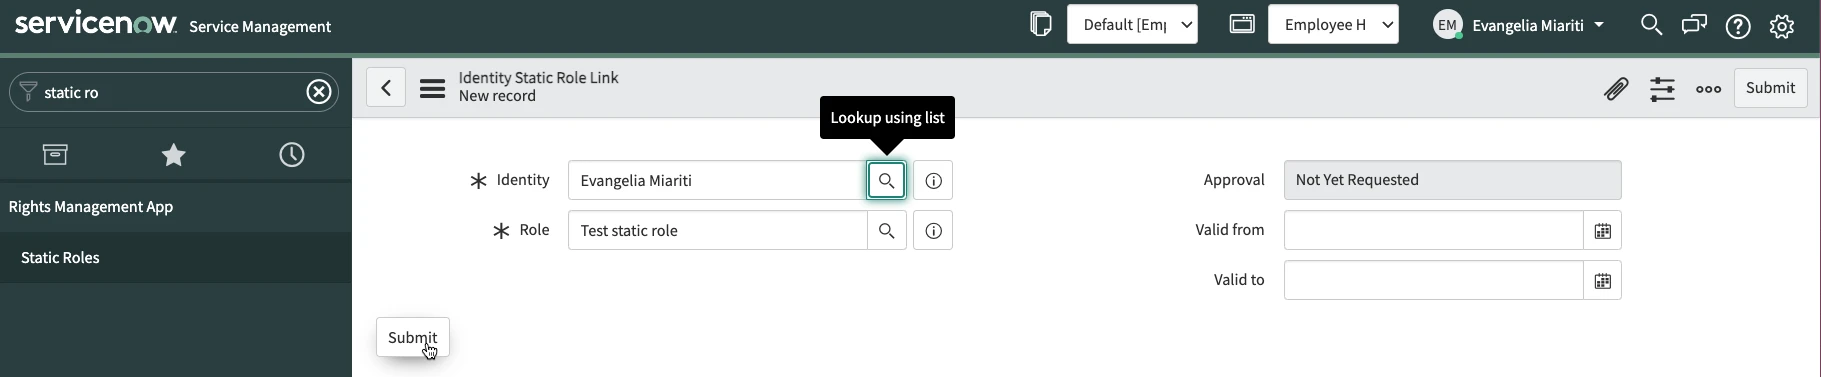 servicenow Service Management
Default [Emp
Employee H
EM Evangelia Miariti
static ro
Identity Static Role Link
New record
Submit
Lookup using list
Rights Management App
Static Roles
* Identity Evangelia Miariti
* Role Test static role
Approval Not Yet Requested
Valid from
Valid to
Submit